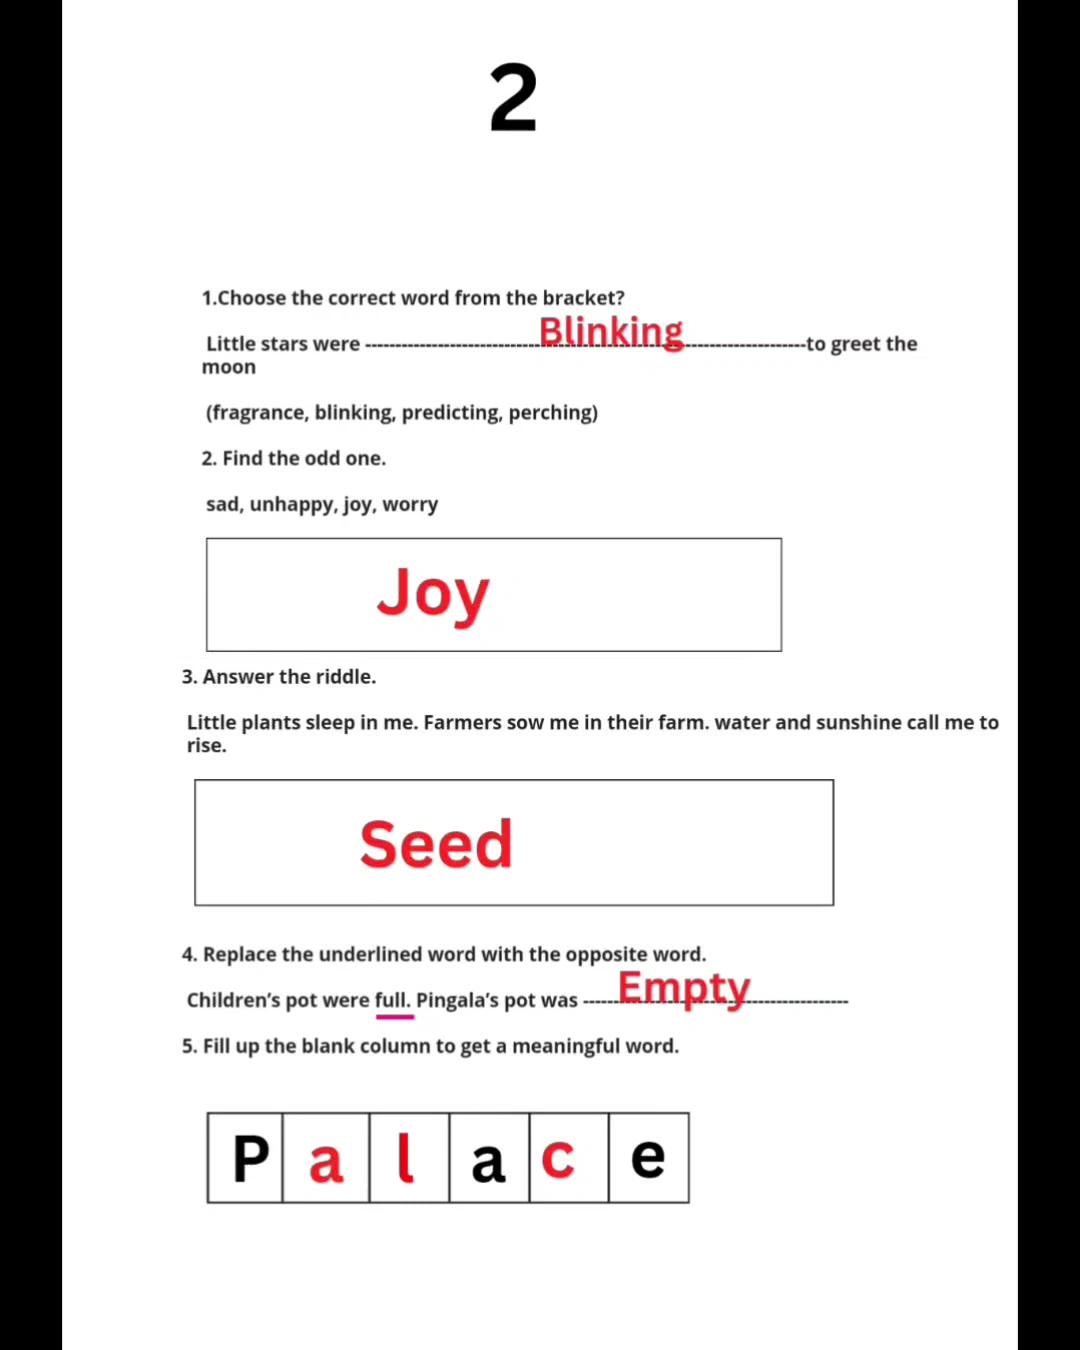 2
1.Choose the correct word from the bracket?
Little stars were -----------------------------Blinking--------------------to greet the
moon
(fragrance, blinking, predicting, perching)
2. Find the odd one.
sad, unhappy, joy, worry
Joy
3. Answer the riddle.
Little plants sleep in me. Farmers sow me in their farm. water and sunshine call me to
rise.
Seed
4. Replace the underlined word with the opposite word.
Children's pot were full. Pingala's pot was ------Empty-----------------
5. Fill up the blank column to get a meaningful word.
P a l a c e